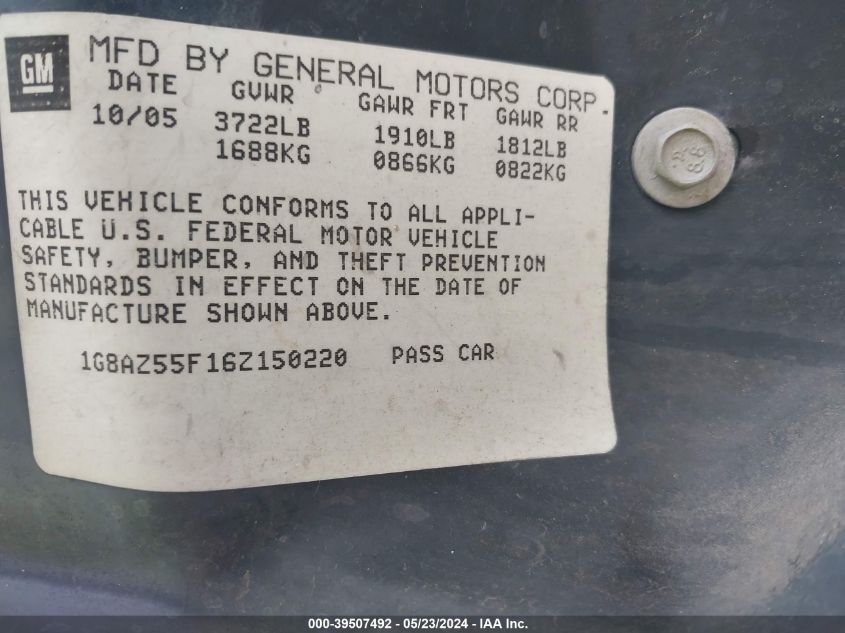 GM
MFD BY GENERAL MOTORS CORP.
DATE GVWR GAWR FRT GAWR RR
10/05 3722LB 1910LB 1812LB
1688KG 0866KG 0822KG
THIS VEHICLE CONFORMS TO ALL APPLI-
CABLE U.S. FEDERAL MOTOR VEHICLE
SAFETY, BUMPER, AND THEFT PREVENTION
STANDARDS IN EFFECT ON THE DATE OF
MANUFACTURE SHOWN ABOVE.
1G8AZ55F16Z150220 PASS CAR
000-39507492 - 05/23/2024 - IAA Inc.